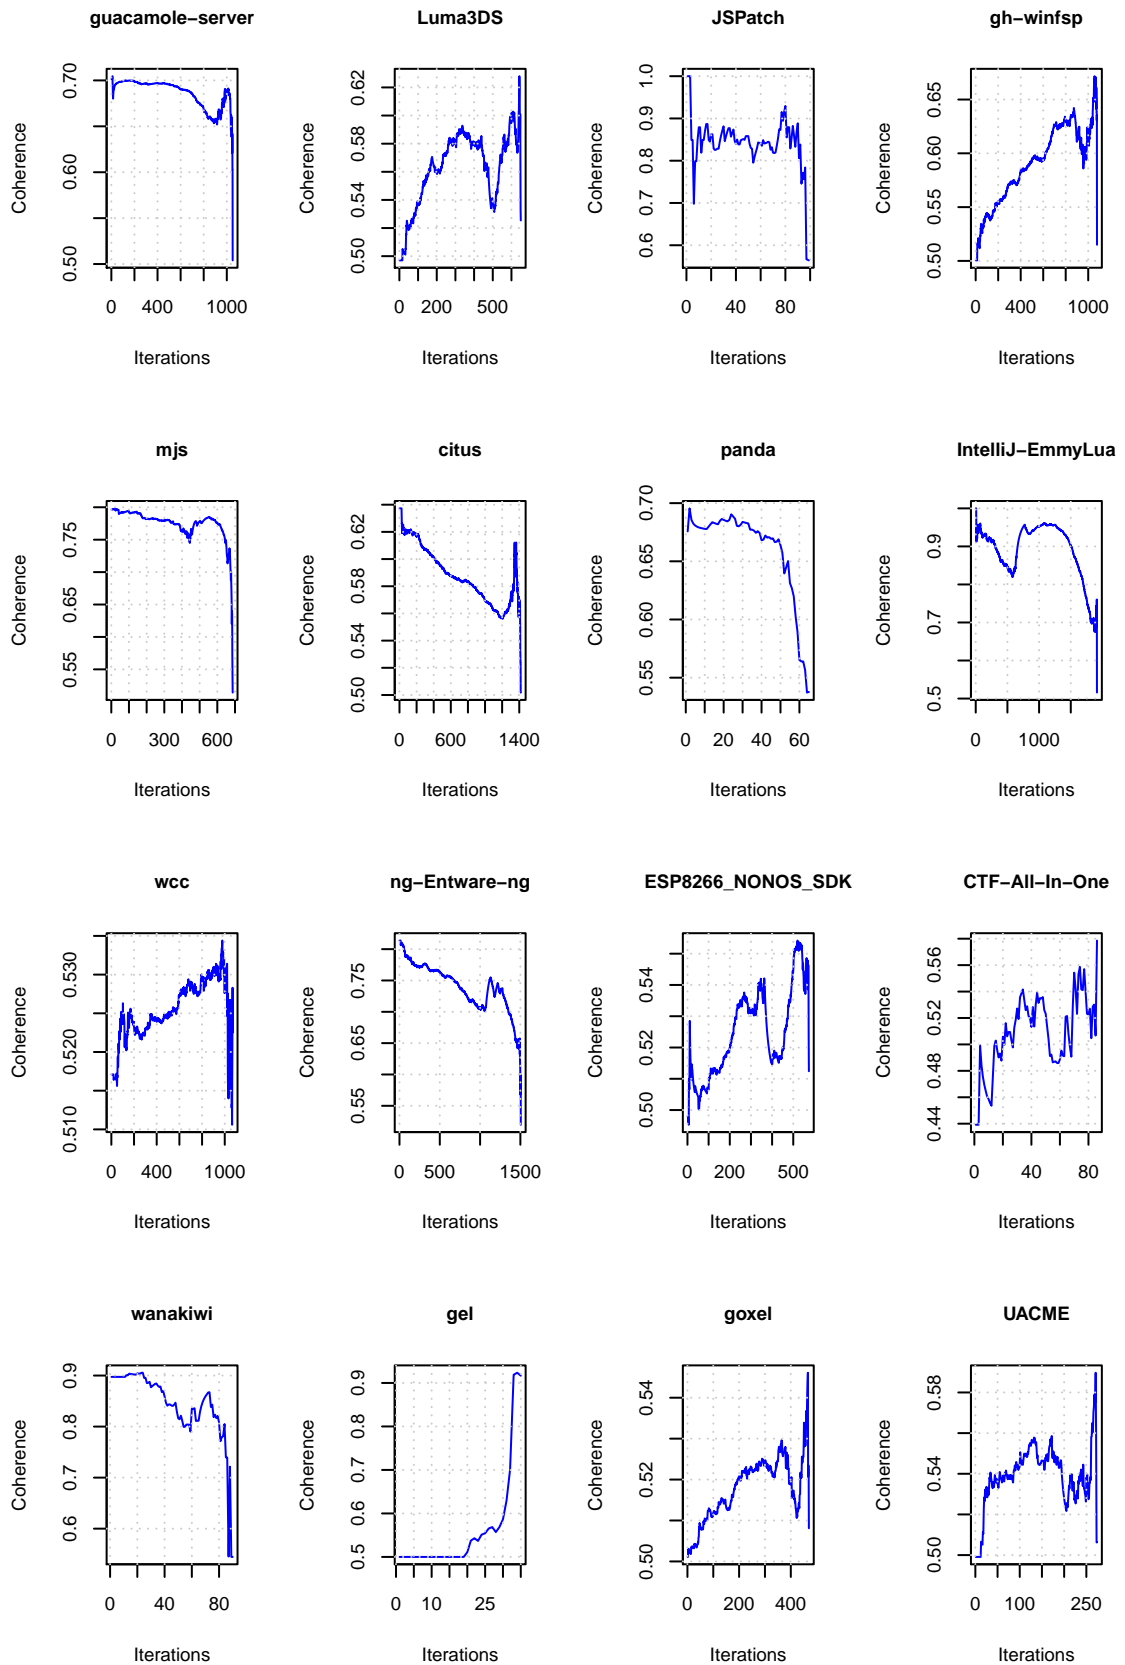 guacamole−server
Coherence
0.50 0.60 0.70
0 400 1000
Iterations
Luma3DS
Coherence
0.50 0.54 0.58 0.62
0 200 500
Iterations
JSPatch
Coherence
0.6 0.7 0.8 0.9 1.0
0 40 80
Iterations
gh−winfsp
Coherence
0.50 0.55 0.60 0.65
0 400 1000
Iterations
mjs
Coherence
0.55 0.65 0.75
0 300 600
Iterations
citus
Coherence
0.50 0.54 0.58 0.62
0 600 1400
Iterations
panda
Coherence
0.55 0.60 0.65 0.70
0 20 40 60
Iterations
IntelliJ−EmmyLua
Coherence
0.5 0.7 0.9
0 1000
Iterations
wcc
Coherence
0.510 0.520 0.530
0 400 1000
Iterations
ng−Entware−ng
Coherence
0.55 0.65 0.75
0 500 1500
Iterations
ESP8266_NONOS_SDK
Coherence
0.50 0.52 0.54
0 200 500
Iterations
CTF−All−In−One
Coherence
0.44 0.48 0.52 0.56
0 40 80
Iterations
wanakiwi
Coherence
0.6 0.7 0.8 0.9
0 40 80
Iterations
gel
Coherence
0.5 0.6 0.7 0.8 0.9
0 10 25
Iterations
goxel
Coherence
0.50 0.52 0.54
0 200 400
Iterations
UACME
Coherence
0.50 0.54 0.58
0 100 250
Iterations